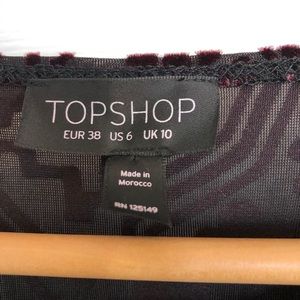 TOPSHOP
EUR 38 US 6 UK 10
Made in
Morocco
RN 125149